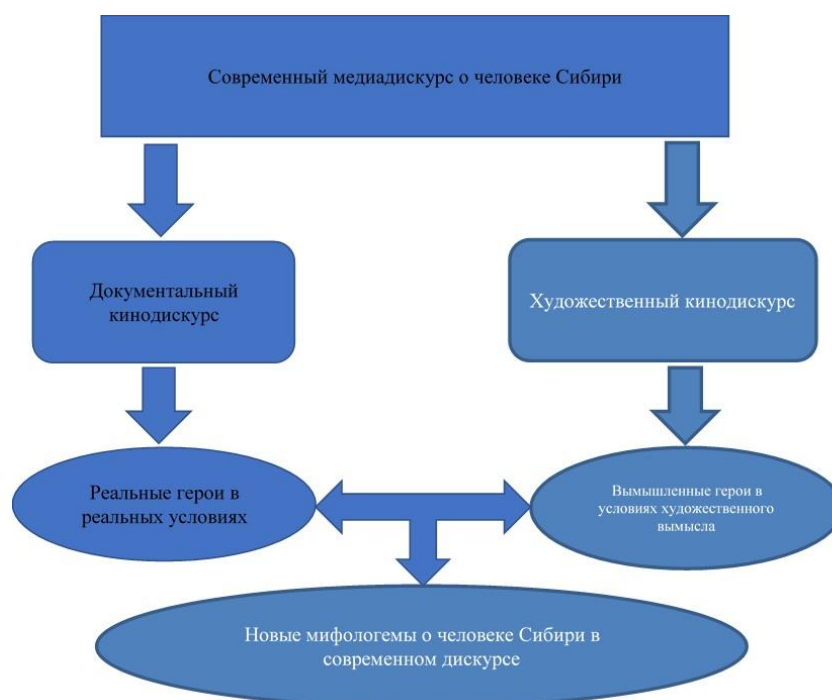 Современный медиадискурс о человеке Сибири
Документальный
кинодискурс
Художественный кинодискурс
Реальные герои в
реальных условиях
Вымышленные герои в
условиях художественного
вымысла
Новые мифологемы о человеке Сибири в
современном дискурсе